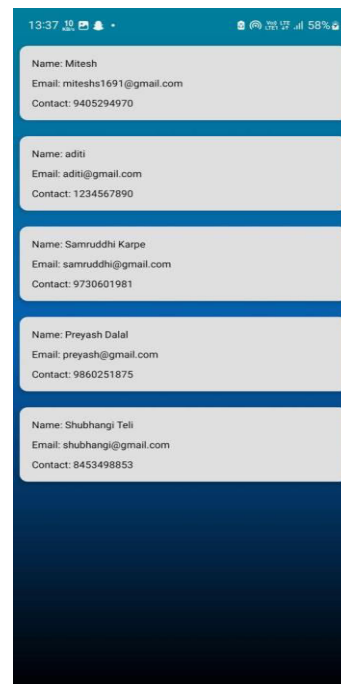 13:37 58%
Name: Mitesh
Email: miteshs1691@gmail.com
Contact: 9405294970
Name: aditi
Email: aditi@gmail.com
Contact: 1234567890
Name: Samruddhi Karpe
Email: samruddhi@gmail.com
Contact: 9730601981
Name: Preyash Dalal
Email: preyash@gmail.com
Contact: 9860251875
Name: Shubhangi Teli
Email: shubhangi@gmail.com
Contact: 8453498853